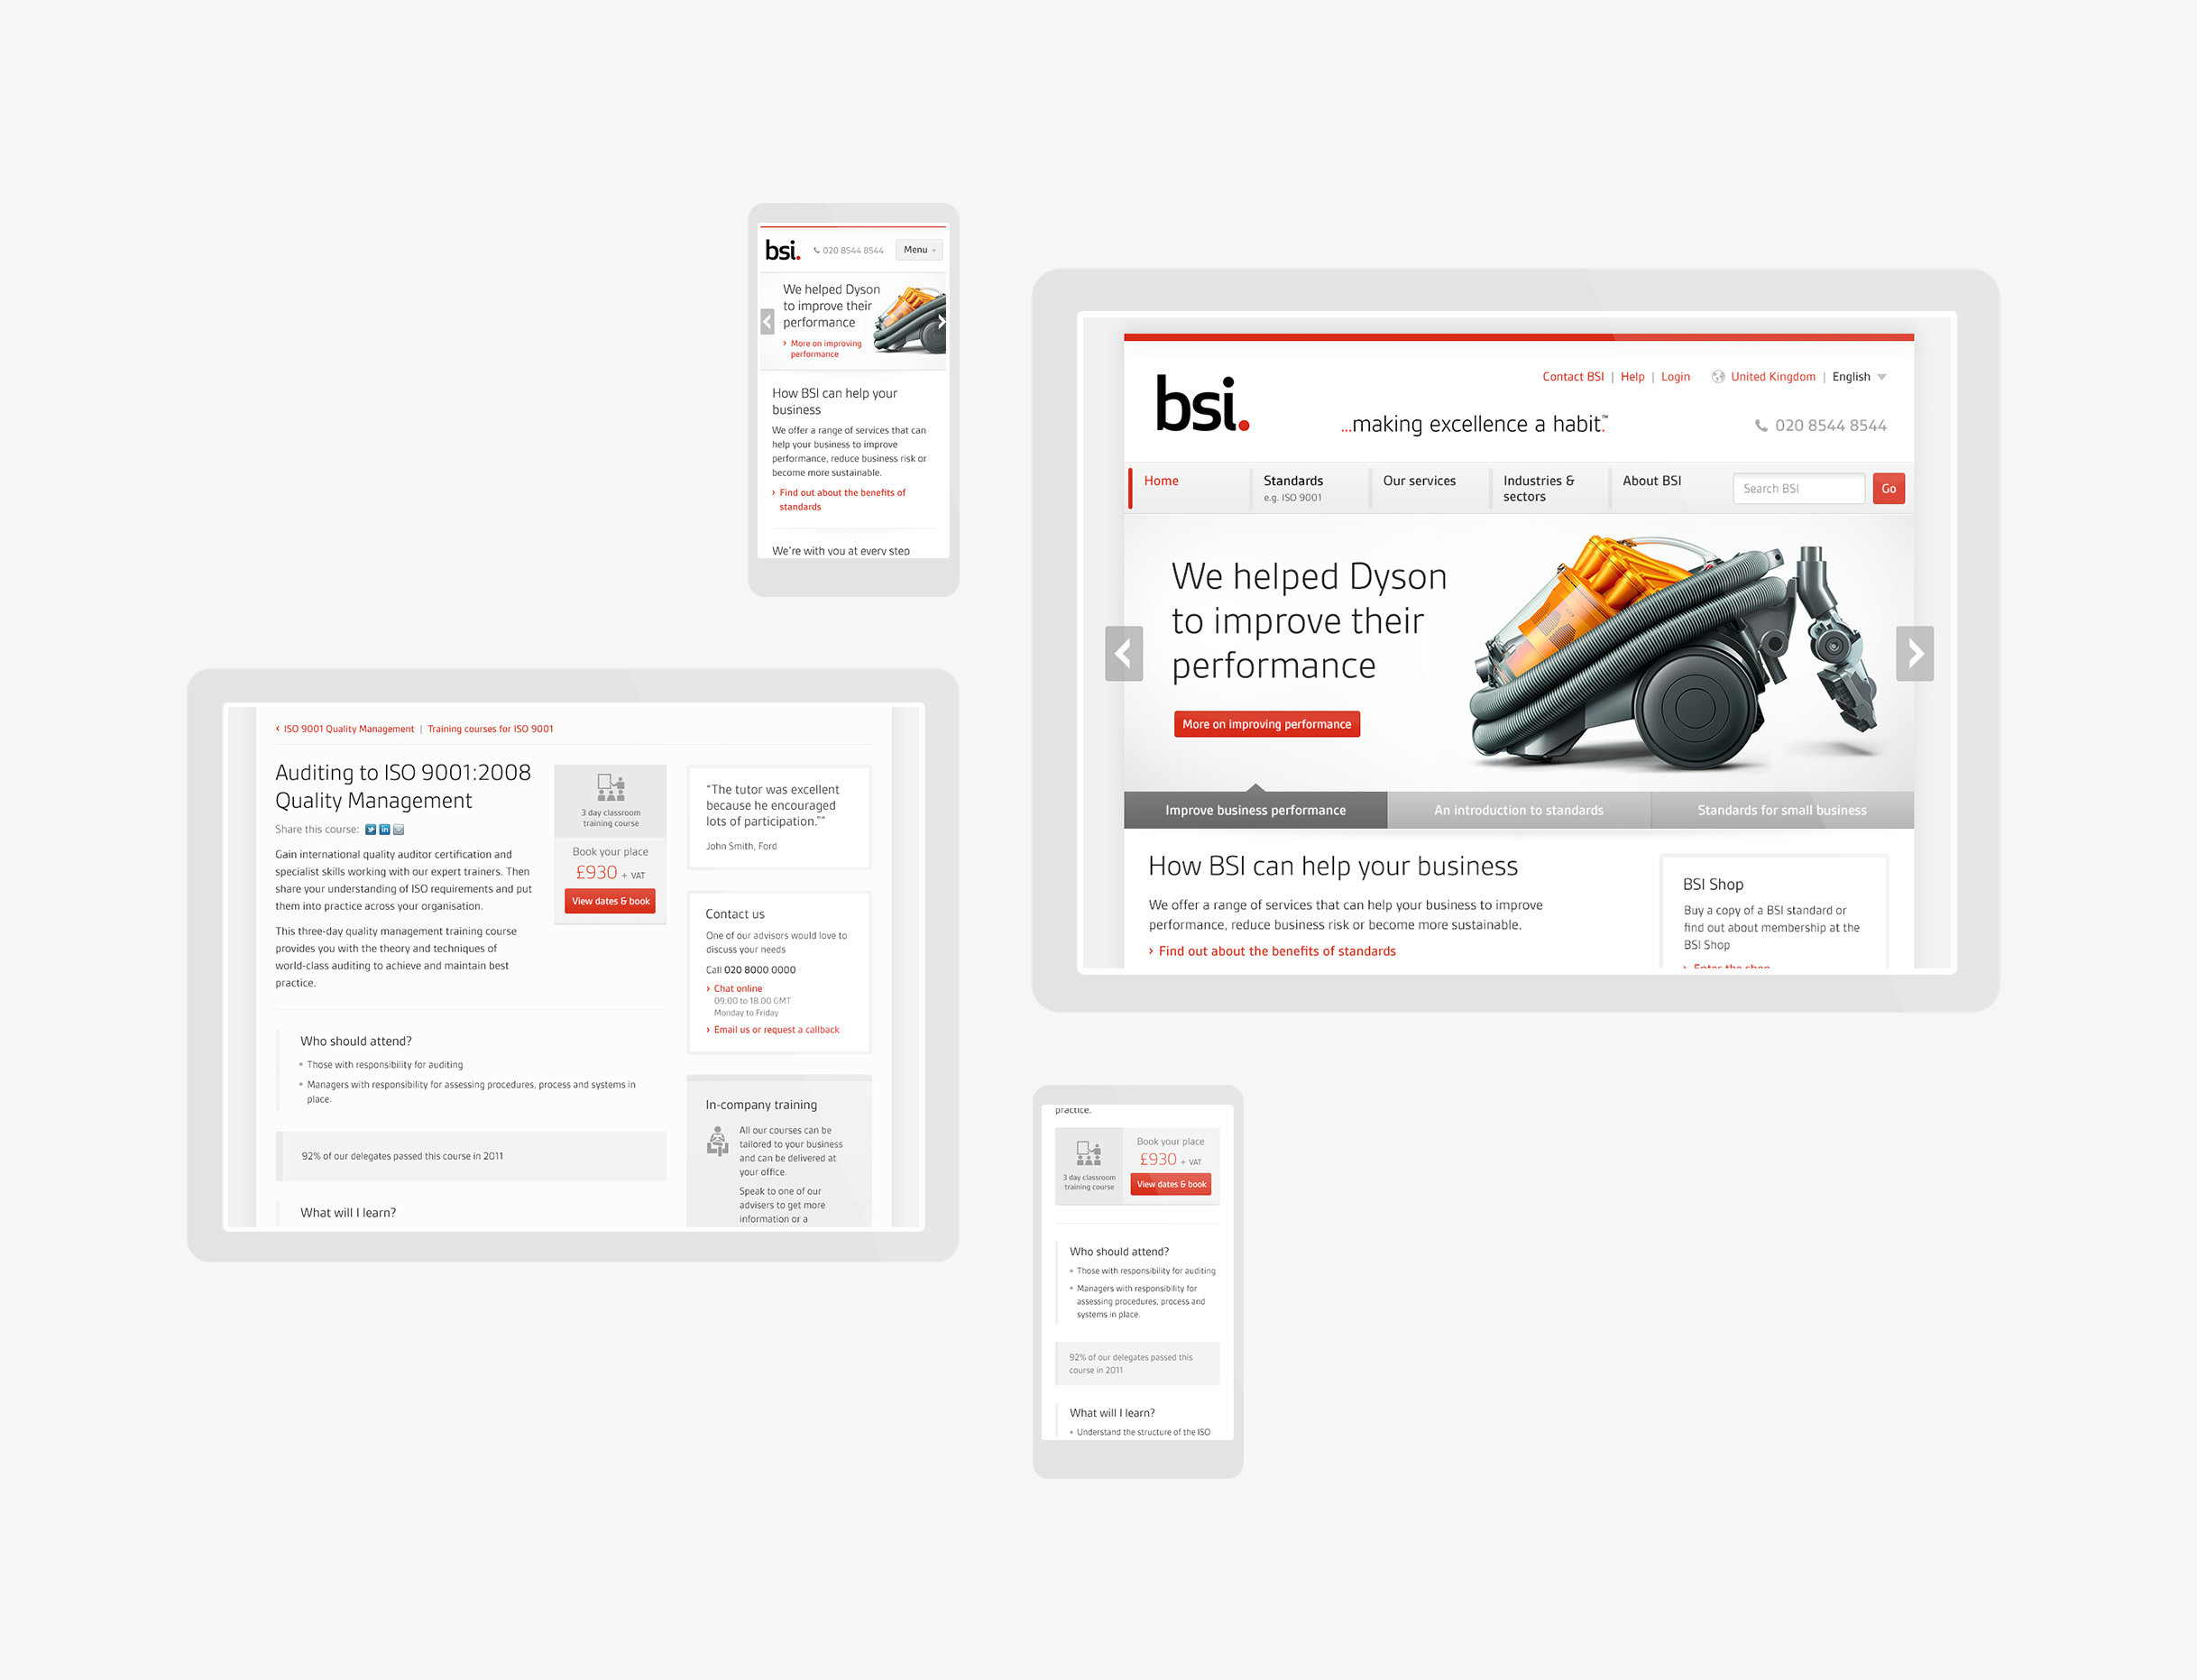 bsi.
020 8544 8544
Menu
We helped Dyson
to improve their
performance
More on improving
performance
How BSI can help your
business
We offer a range of services that can
help your business to improve
performance, reduce business risk or
become more sustainable.
Find out about the benefits of
standards
We're with you at every step
Contact BSI | Help | Login
United Kingdom | English
bsi.
...making excellence a habit.™
020 8544 8544
Home
Standards
e.g. ISO 9001
Our services
Industries &
sectors
About BSI
Search BSI
Go
We helped Dyson
to improve their
performance
More on improving performance
Improve business performance
An introduction to standards
Standards for small business
How BSI can help your business
We offer a range of services that can help your business to improve
performance, reduce business risk or become more sustainable.
Find out about the benefits of standards
BSI Shop
Buy a copy of a BSI standard or
find out about membership at the
BSI Shop
Enter the shop
ISO 9001 Quality Management | Training courses for ISO 9001
Auditing to ISO 9001:2008
Quality Management
Share this course:
in
Gain international quality auditor certification and
specialist skills working with our expert trainers. Then
share your understanding of ISO requirements and put
them into practice across your organisation.
This three-day quality management training course
provides you with the theory and techniques of
world-class auditing to achieve and maintain best
practice.
3 day classroom
training course
Book your place
£930 + VAT
View dates & book
"The tutor was excellent
because he encouraged
lots of participation.""
John Smith, Ford
Contact us
One of our advisors would love to
discuss your needs
Call 020 8000 0000
Chat online
09.00 to 18.00 GMT
Monday to Friday
Email us or request a callback
Who should attend?
Those with responsibility for auditing
Managers with responsibility for assessing procedures, process and systems in
place.
92% of our delegates passed this course in 2011
What will I learn?
In-company training
All our courses can be
tailored to your business
and can be delivered at
your office.
Speak to one of our
advisers to get more
information or a
practice.
3 day classroom
training course
Book your place
£930 + VAT
View dates & book
Who should attend?
Those with responsibility for auditing
Managers with responsibility for
assessing procedures, process and
systems in place.
92% of our delegates passed this
course in 2011
What will I learn?
Understand the structure of the ISO